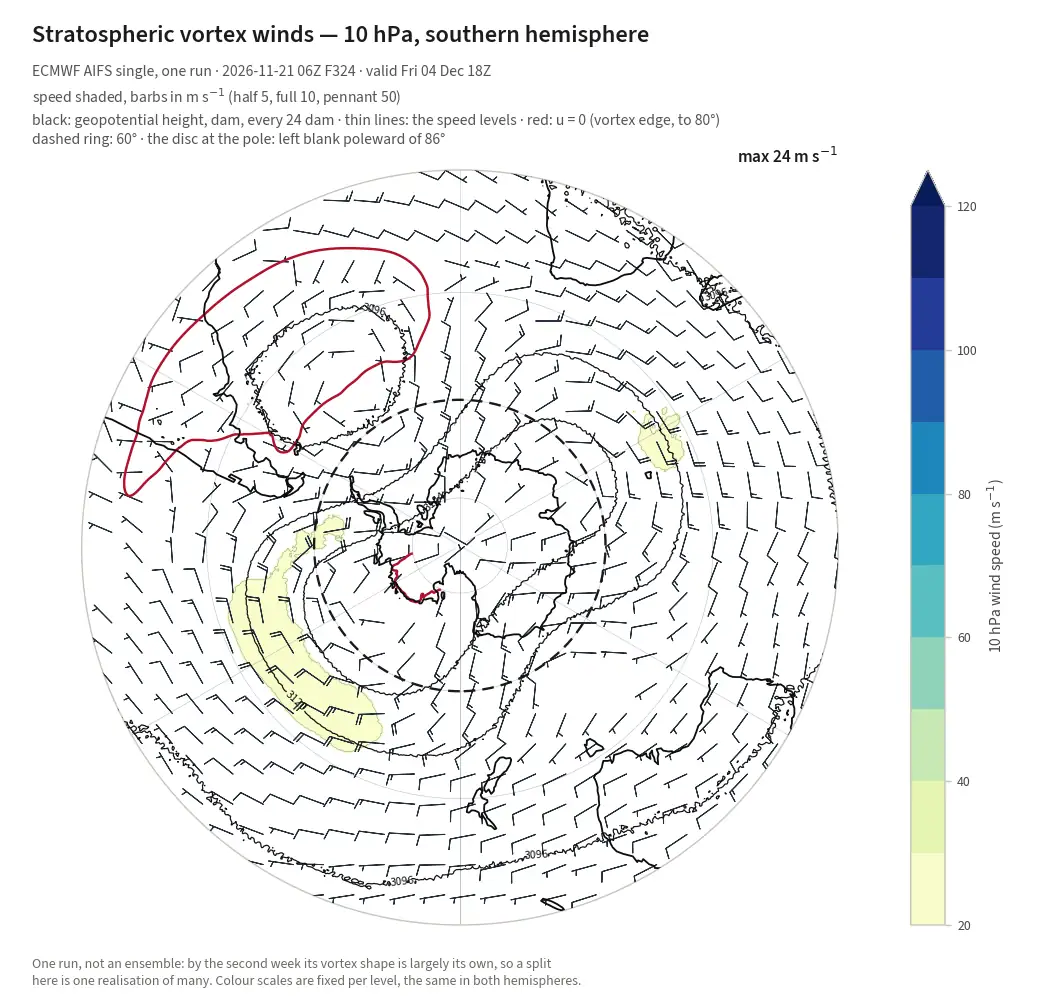 Stratospheric vortex winds — 10 hPa, southern hemisphere
ECMWF AIFS single, one run · 2026-11-21 06Z F324 · valid Fri 04 Dec 18Z
speed shaded, barbs in m s⁻¹ (half 5, full 10, pennant 50)
black: geopotential height, dam, every 24 dam · thin lines: the speed levels · red: u = 0 (vortex edge, to 80°)
dashed ring: 60° · the disc at the pole: left blank poleward of 86°
max 24 m s⁻¹
120
100
80
60
40
20
10 hPa wind speed (m s⁻¹)
3096
3096
3096
One run, not an ensemble: by the second week its vortex shape is largely its own, so a split
here is one realisation of many. Colour scales are fixed per level, the same in both hemispheres.